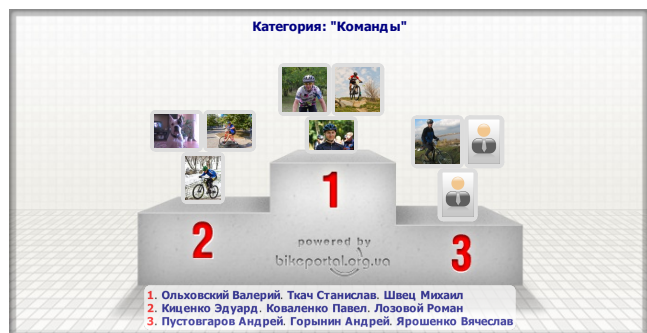 Категория: "Команды"
1
2
3
powered by
bikeportal.org.ua
1. Ольховский Валерий. Ткач Станислав. Швец Михаил
2. Киценко Эдуард. Коваленко Павел. Лозовой Роман
3. Пустовгаров Андрей. Горынин Андрей. Ярошенко Вячеслав